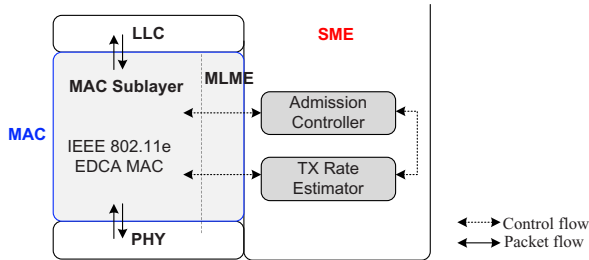 LLC
SME
MLME
MAC Sublayer
Admission
Controller
MAC
IEEE 802.11e
EDCA MAC
TX Rate
Estimator
Control flow
PHY
Packet flow